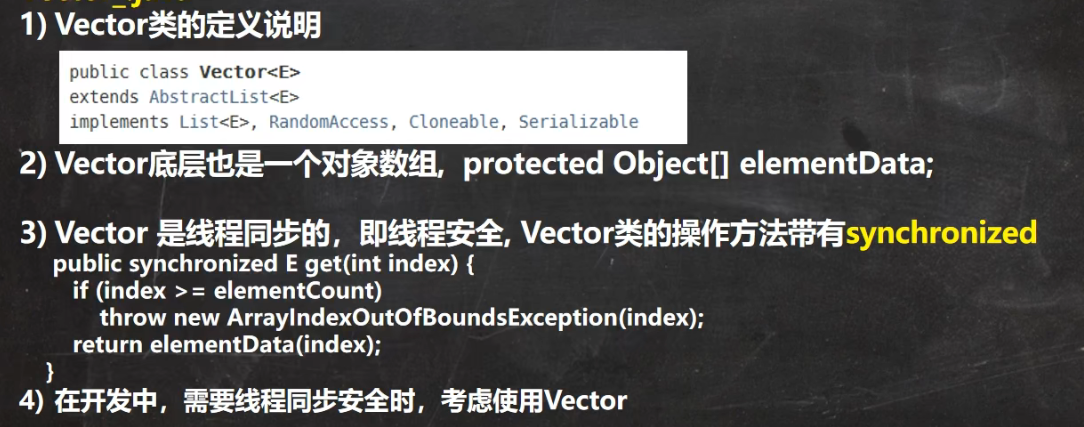 1) Vector类的定义说明
public class Vector<E>
extends AbstractList<E>
implements List<E>, RandomAccess, Cloneable, Serializable
2) Vector底层也是一个对象数组, protected Object[] elementData;
3) Vector 是线程同步的，即线程安全, Vector类的操作方法带有synchronized
public synchronized E get(int index) {
if (index >= elementCount)
throw new ArrayIndexOutOfBoundsException(index);
return elementData(index);
}
4) 在开发中，需要线程同步安全时，考虑使用Vector